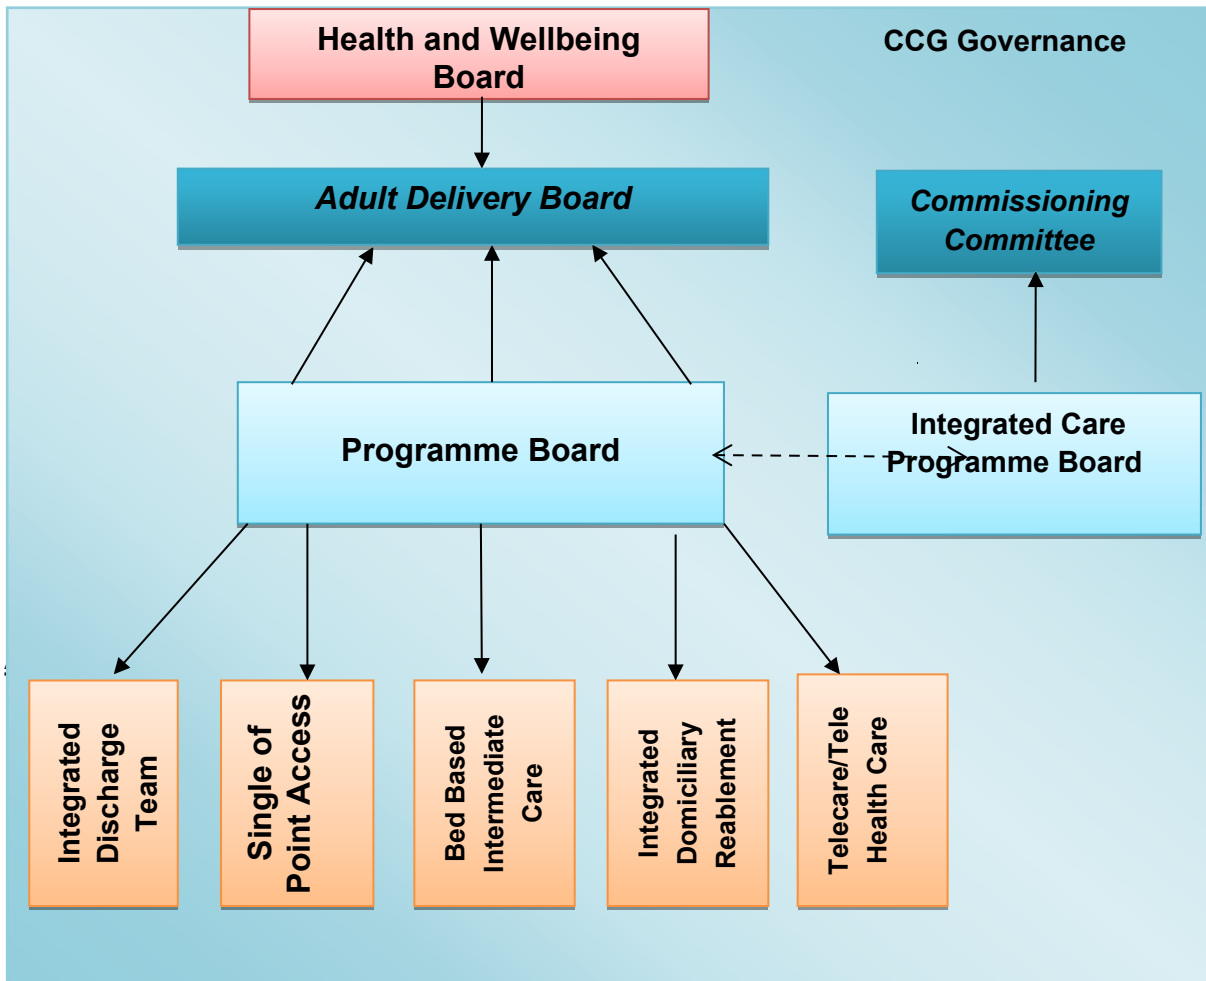 Health and Wellbeing
Board
CCG Governance
Adult Delivery Board
Commissioning
Committee
Programme Board
Integrated Care
Programme Board
Integrated
Discharge
Team
Single of
Point Access
Bed Based
Intermediate
Care
Integrated
Domiciliary
Reablement
Telecare/Tele
Health Care